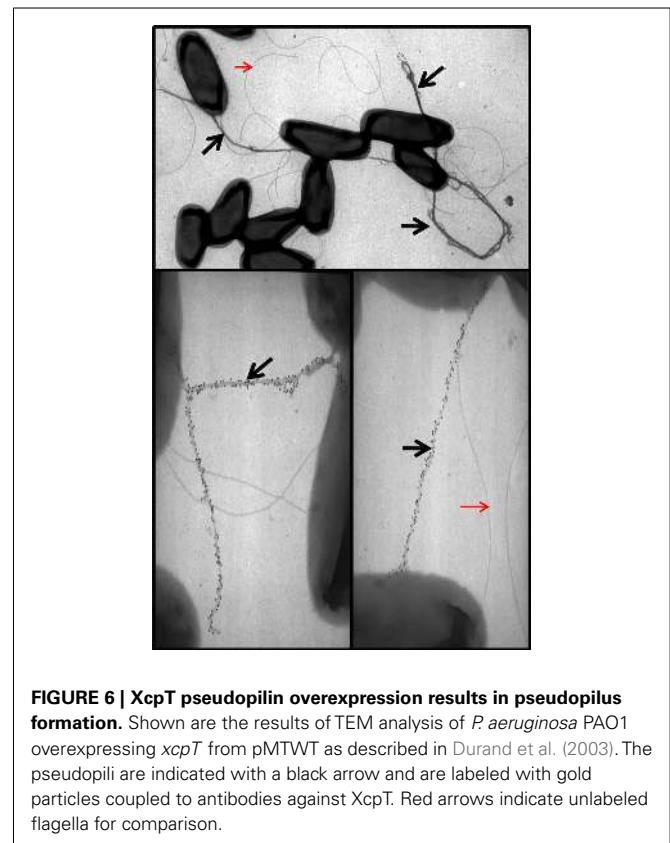 FIGURE 6 | XcpT pseudopilin overexpression results in pseudopilus
formation. Shown are the results of TEM analysis of P. aeruginosa PAO1
overexpressing xcpT from pMTWT as described in Durand et al. (2003). The
pseudopili are indicated with a black arrow and are labeled with gold
particles coupled to antibodies against XcpT. Red arrows indicate unlabeled
flagella for comparison.